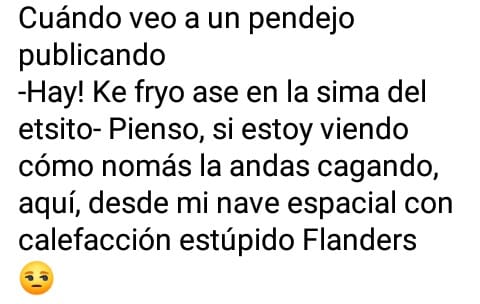 Cuándo veo a un pendejo
publicando
-Hay! Ke fryo ase en la sima del
etsito- Pienso, si estoy viendo
cómo nomás la andas cagando,
aquí, desde mi nave espacial con
calefacción estúpido Flanders
😒